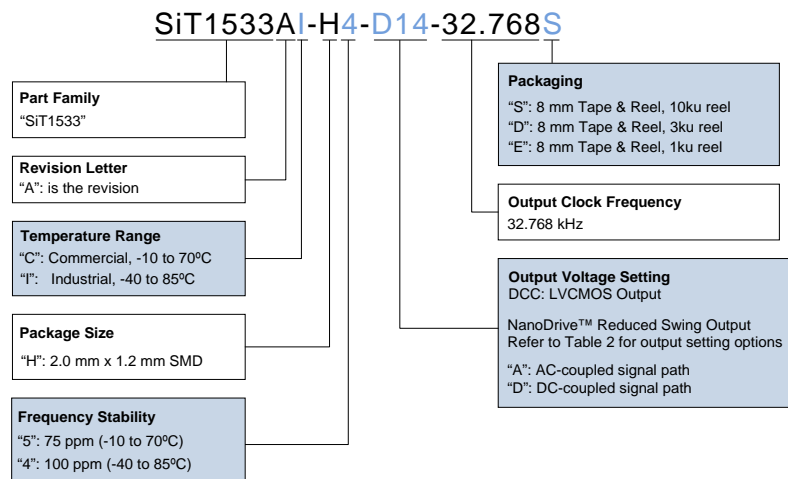 SiT1533AI-H4-D14-32.768S
Part Family
“SiT1533”
Revision Letter
“A”: is the revision
Temperature Range
“C”: Commercial, -10 to 70ºC
“I”: Industrial, -40 to 85ºC
Package Size
“H”: 2.0 mm x 1.2 mm SMD
Frequency Stability
“5”: 75 ppm (-10 to 70ºC)
“4”: 100 ppm (-40 to 85ºC)
Packaging
“S”: 8 mm Tape & Reel, 10ku reel
“D”: 8 mm Tape & Reel, 3ku reel
“E”: 8 mm Tape & Reel, 1ku reel
Output Clock Frequency
32.768 kHz
Output Voltage Setting
DCC: LVCMOS Output
NanoDrive™ Reduced Swing Output
Refer to Table 2 for output setting options
“A”: AC-coupled signal path
“D”: DC-coupled signal path